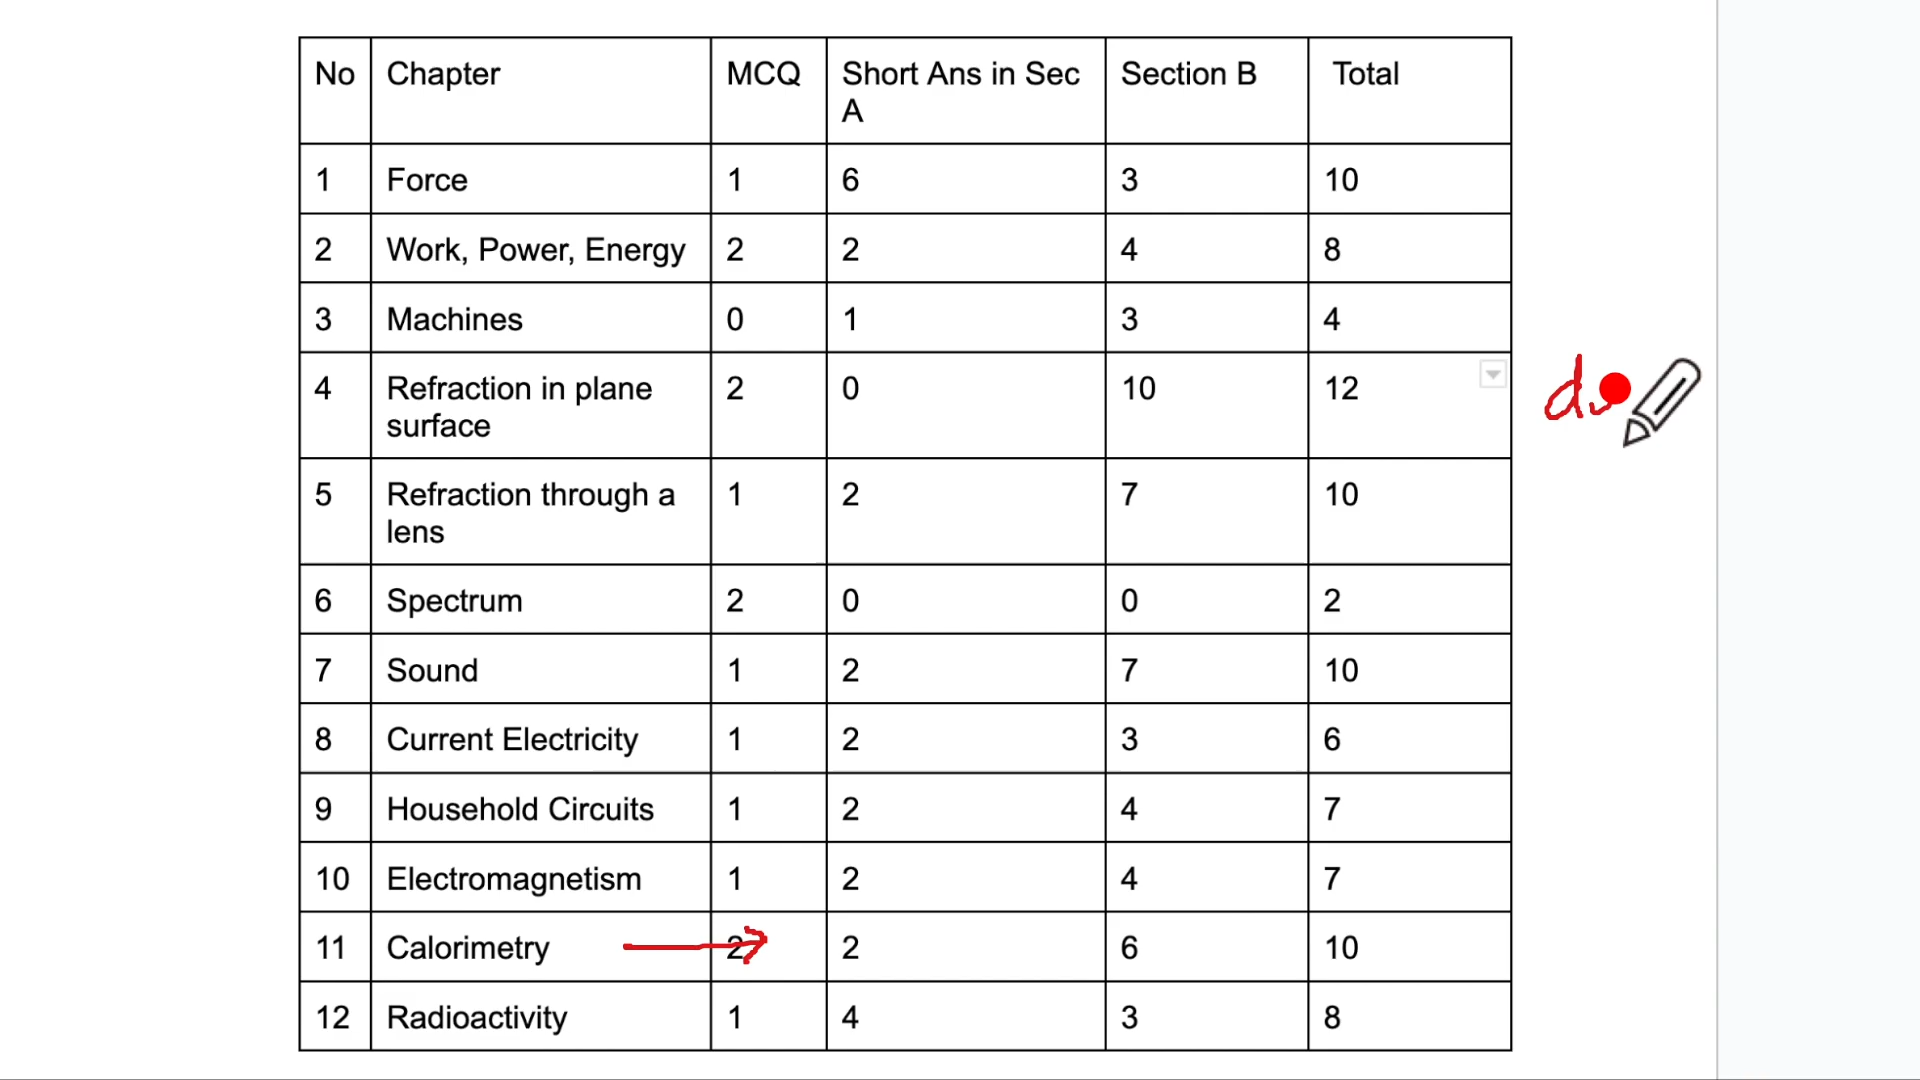 No Chapter MCQ Short Ans in Sec A Section B Total
1 Force 1 6 3 10
2 Work, Power, Energy 2 2 4 8
3 Machines 0 1 3 4
4 Refraction in plane surface 2 0 10 12
5 Refraction through a lens 1 2 7 10
6 Spectrum 2 0 0 2
7 Sound 1 2 7 10
8 Current Electricity 1 2 3 6
9 Household Circuits 1 2 4 7
10 Electromagnetism 1 2 4 7
11 Calorimetry 2 2 6 10
12 Radioactivity 1 4 3 8